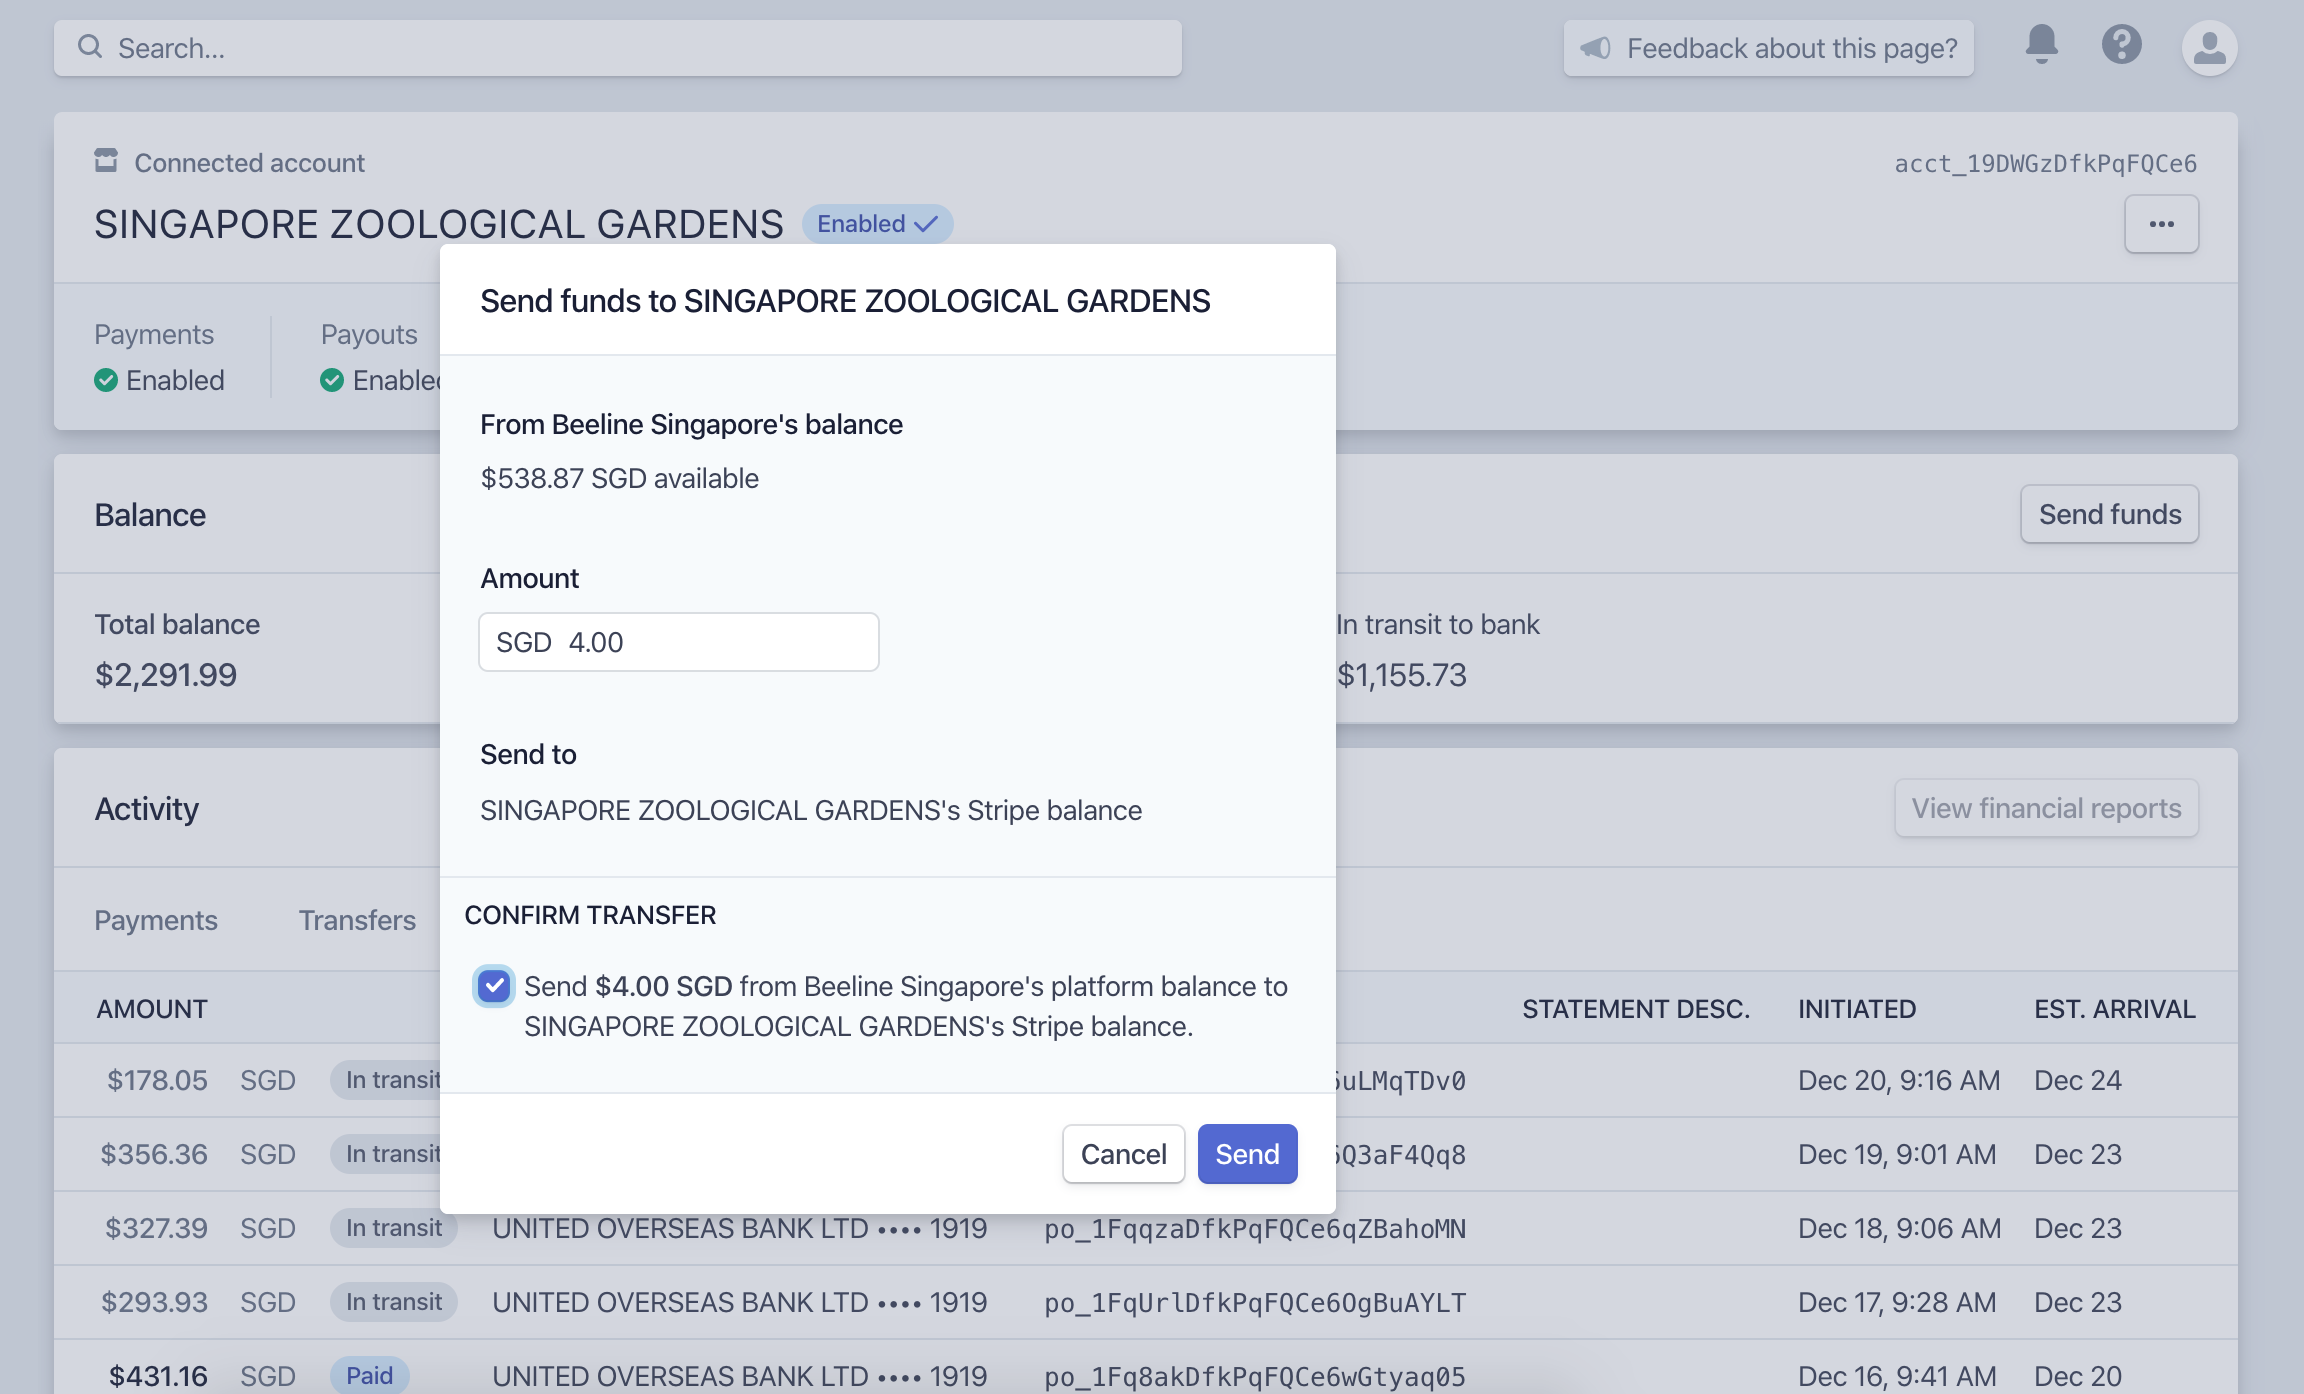 Search...
Feedback about this page?
Connected account
acct_19DWGzDfkPqFQCe6
SINGAPORE ZOOLOGICAL GARDENS Enabled
Payments
Payouts
Enabled
Enabled
Send funds to SINGAPORE ZOOLOGICAL GARDENS
From Beeline Singapore's balance
$538.87 SGD available
Amount
SGD 4.00
Send to
SINGAPORE ZOOLOGICAL GARDENS's Stripe balance
CONFIRM TRANSFER
Send $4.00 SGD from Beeline Singapore's platform balance to
SINGAPORE ZOOLOGICAL GARDENS's Stripe balance.
Cancel
Send
Balance
Send funds
Total balance
In transit to bank
$2,291.99
$1,155.73
Activity
View financial reports
Payments
Transfers
AMOUNT STATEMENT DESC. INITIATED EST. ARRIVAL
$178.05 SGD In transit uLMqTDv0 Dec 20, 9:16 AM Dec 24
$356.36 SGD In transit Q3aF4Qq8 Dec 19, 9:01 AM Dec 23
$327.39 SGD In transit UNITED OVERSEAS BANK LTD •••• 1919 po_1FqqzaDfkPqFQCe6qZBahoMN Dec 18, 9:06 AM Dec 23
$293.93 SGD In transit UNITED OVERSEAS BANK LTD •••• 1919 po_1FqUrlDfkPqFQCe6OgBuAYLT Dec 17, 9:28 AM Dec 23
$431.16 SGD Paid UNITED OVERSEAS BANK LTD •••• 1919 po_1Fq8akDfkPqFQCe6wGtyaq05 Dec 16, 9:41 AM Dec 20